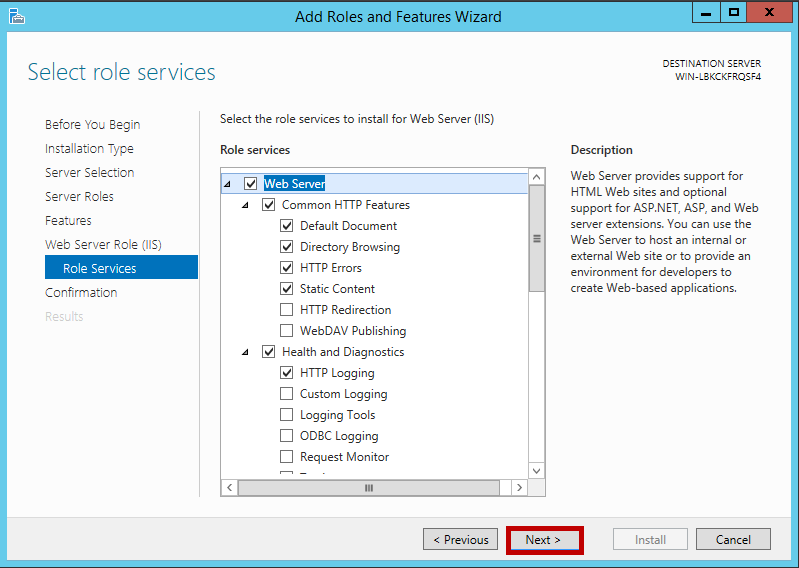 Add Roles and Features Wizard
Select role services
DESTINATION SERVER
WIN-LBKCKFRQSF4
Before You Begin
Installation Type
Server Selection
Server Roles
Features
Web Server Role (IIS)
Role Services
Confirmation
Results
Select the role services to install for Web Server (IIS)
Role services
Web Server
Common HTTP Features
Default Document
Directory Browsing
HTTP Errors
Static Content
HTTP Redirection
WebDAV Publishing
Health and Diagnostics
HTTP Logging
Custom Logging
Logging Tools
ODBC Logging
Request Monitor
Description
Web Server provides support for
HTML Web sites and optional
support for ASP.NET, ASP, and Web
server extensions. You can use the
Web Server to host an internal or
external Web site or to provide an
environment for developers to
create Web-based applications.
< Previous
Next >
Install
Cancel